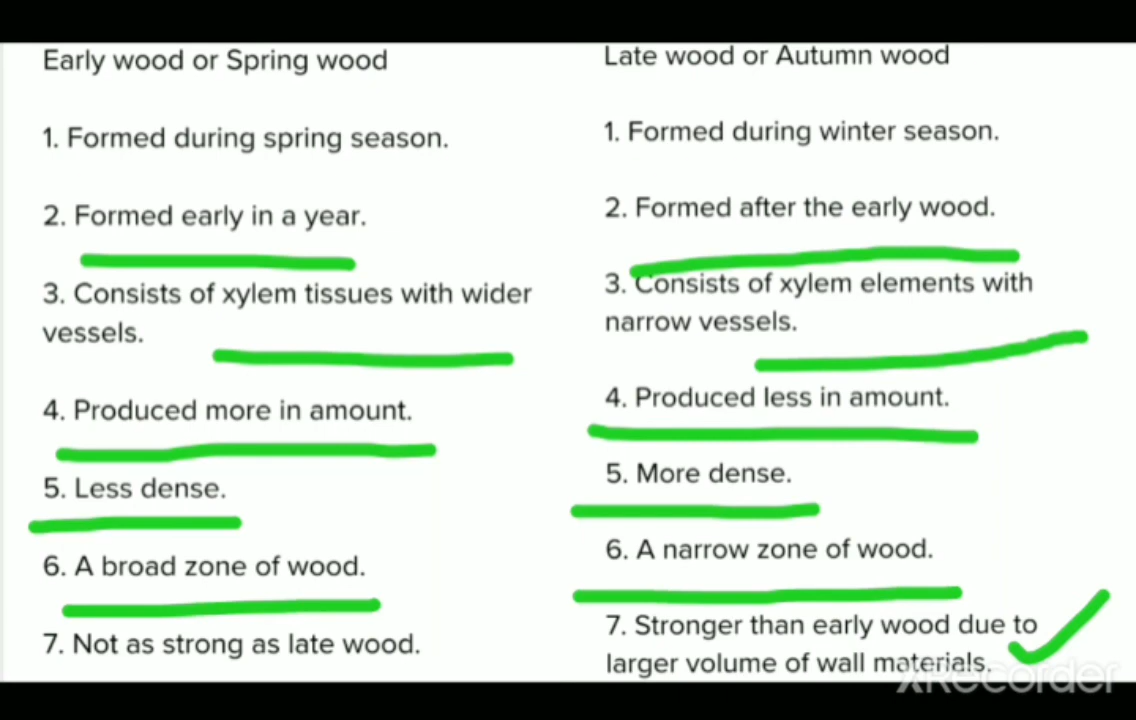 Early wood or Spring wood
1. Formed during spring season.
2. Formed early in a year.
3. Consists of xylem tissues with wider
vessels.
4. Produced more in amount.
5. Less dense.
6. A broad zone of wood.
7. Not as strong as late wood.
Late wood or Autumn wood
1. Formed during winter season.
2. Formed after the early wood.
3. Consists of xylem elements with
narrow vessels.
4. Produced less in amount.
5. More dense.
6. A narrow zone of wood.
7. Stronger than early wood due to
larger volume of wall materials.
XRecorder